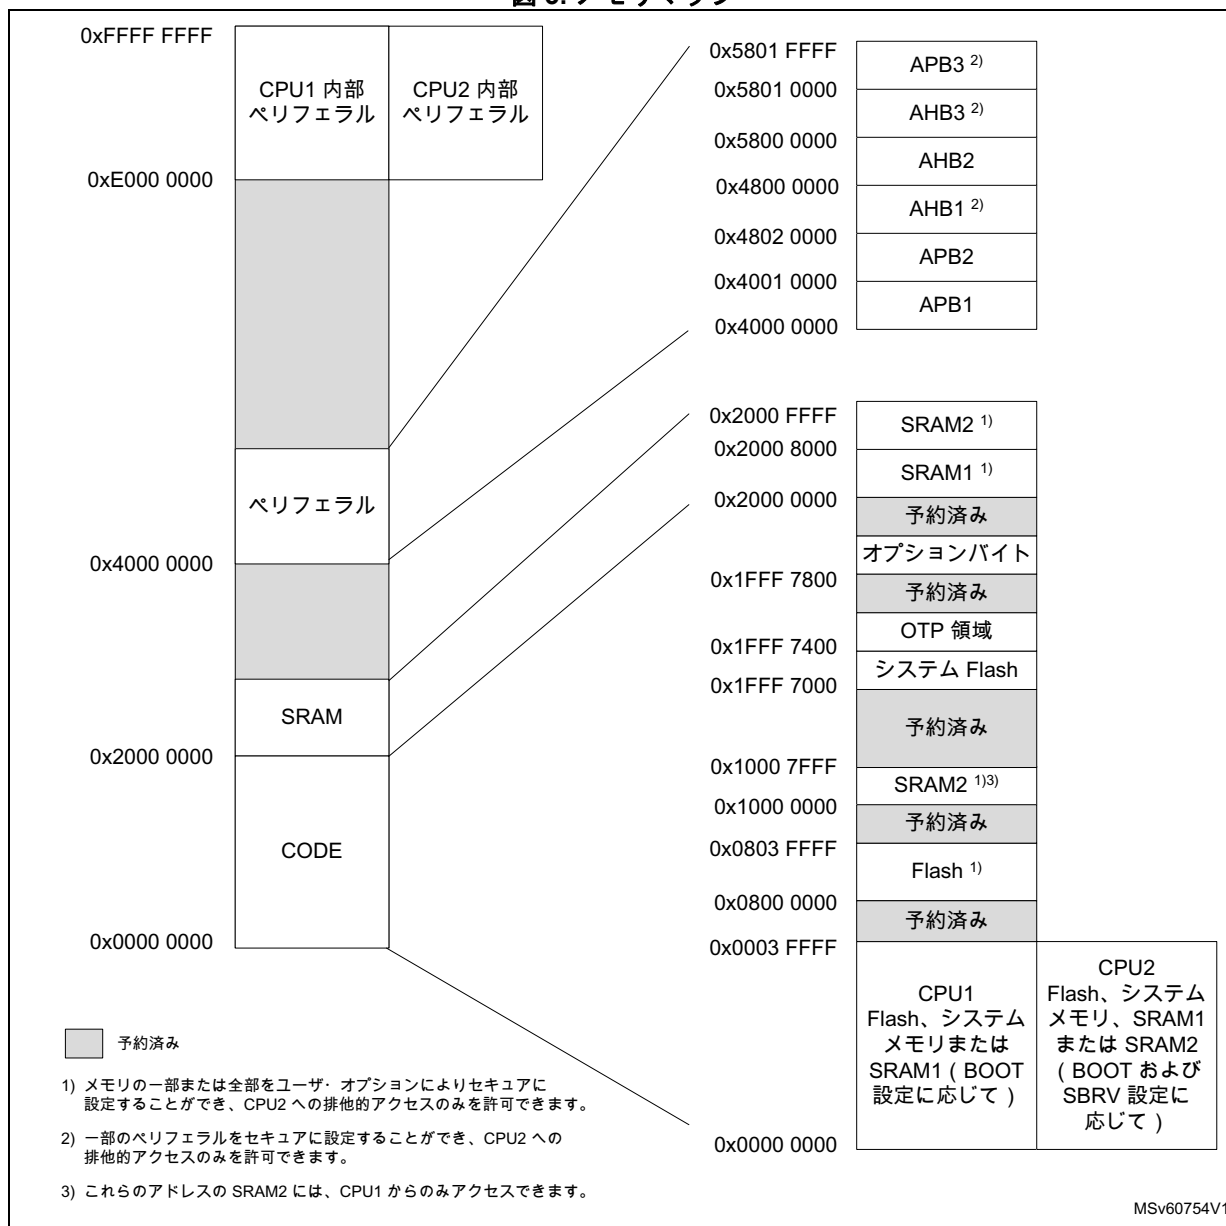 図 3. メモリマップ
0xFFFF FFFF
CPU1 内部
ペリフェラル
CPU2 内部
ペリフェラル
0xE000 0000
ペリフェラル
0x4000 0000
SRAM
0x2000 0000
CODE
0x0000 0000
0x5801 FFFF
APB3 2)
0x5801 0000
AHB3 2)
0x5800 0000
AHB2
0x4800 0000
AHB1 2)
0x4802 0000
APB2
0x4001 0000
APB1
0x4000 0000
0x2000 FFFF
SRAM2 1)
0x2000 8000
SRAM1 1)
0x2000 0000
予約済み
オプションバイト
0x1FFF 7800
予約済み
OTP 領域
0x1FFF 7400
システム Flash
0x1FFF 7000
予約済み
0x1000 7FFF
SRAM2 1)3)
0x1000 0000
予約済み
0x0803 FFFF
Flash 1)
0x0800 0000
予約済み
0x0003 FFFF
CPU1
Flash、システム
メモリまたは
SRAM1 ( BOOT
設定に応じて )
CPU2
Flash、システム
メモリ、SRAM1
または SRAM2
( BOOT および
SBRV 設定に
応じて )
0x0000 0000
予約済み
1) メモリの一部または全部をユーザ・オプションによりセキュアに
設定することができ、CPU2 への排他的アクセスのみを許可できます。
2) 一部のペリフェラルをセキュアに設定することができ、CPU2 への
排他的アクセスのみを許可できます。
3) これらのアドレスの SRAM2 には、CPU1 からのみアクセスできます。
MSv60754V1